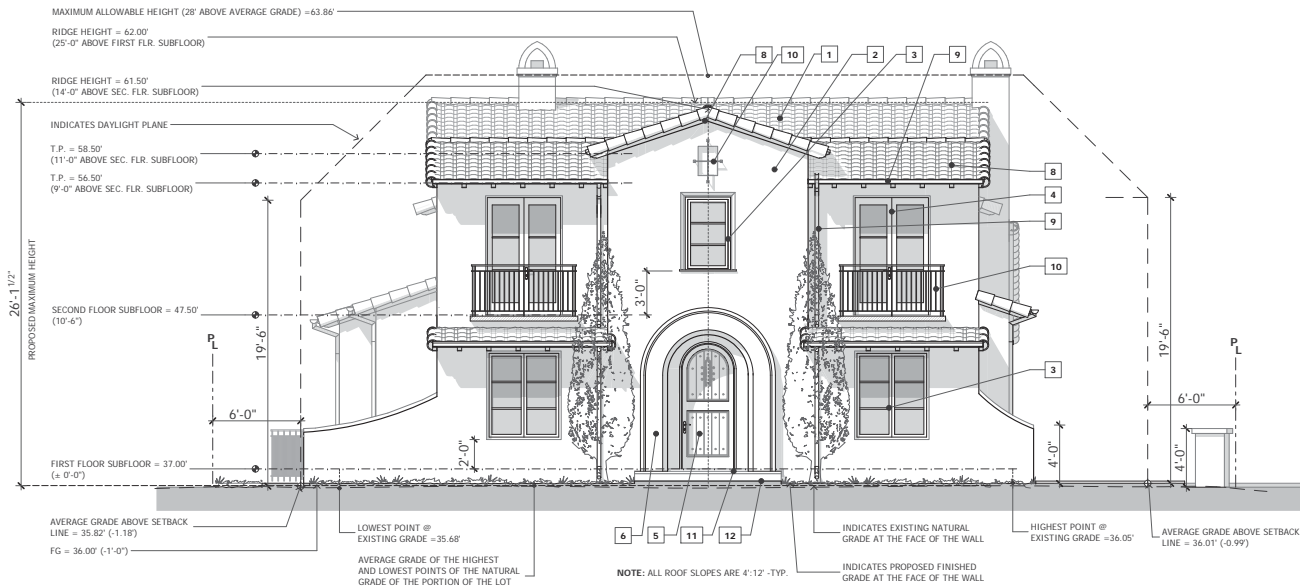 MAXIMUM ALLOWABLE HEIGHT (28' ABOVE AVERAGE GRADE) =63.86'
RIDGE HEIGHT = 62.00'
(25'-0" ABOVE FIRST FLR. SUBFLOOR)
8
10
1
2
3
9
RIDGE HEIGHT = 61.50'
(14'-0" ABOVE SEC. FLR. SUBFLOOR)
INDICATES DAYLIGHT PLANE
T.P. = 58.50'
(11'-0" ABOVE SEC. FLR. SUBFLOOR)
T.P. = 56.50'
(9'-0" ABOVE SEC. FLR. SUBFLOOR)
8
4
9
10
26'-1 1/2"
PROPOSED MAXIMUM HEIGHT
SECOND FLOOR SUBFLOOR = 47.50'
(10'-6")
19'-6"
3'-0"
19'-6"
PL
PL
3
6'-0"
6'-0"
2'-0"
4'-0"
4'-0"
FIRST FLOOR SUBFLOOR = 37.00'
(± 0'-0")
AVERAGE GRADE ABOVE SETBACK
LINE = 35.82' (-1.18')
FG = 36.00' (-1'-0")
LOWEST POINT @
EXISTING GRADE =35.68'
AVERAGE GRADE OF THE HIGHEST
AND LOWEST POINTS OF THE NATURAL
GRADE OF THE PORTION OF THE LOT
6
5
11
12
NOTE: ALL ROOF SLOPES ARE 4':12' -TYP.
INDICATES EXISTING NATURAL
GRADE AT THE FACE OF THE WALL
INDICATES PROPOSED FINISHED
GRADE AT THE FACE OF THE WALL
HIGHEST POINT @
EXISTING GRADE =36.05'
AVERAGE GRADE ABOVE SETBACK
LINE = 36.01' (-0.99')